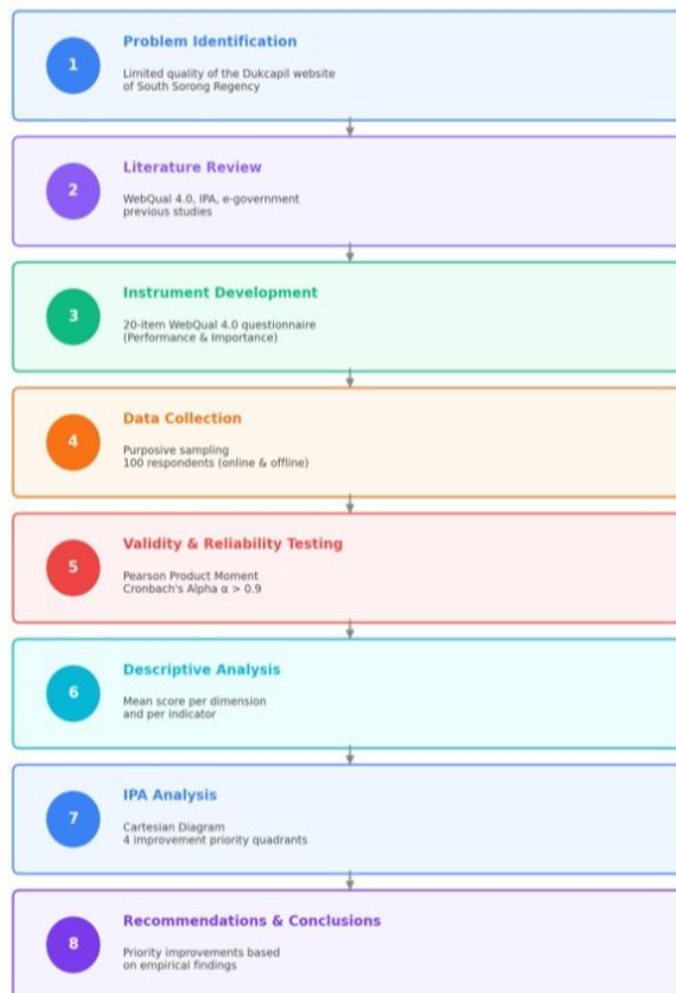 1
Problem Identification
Limited quality of the Dukcapil website
of South Sorong Regency
2
Literature Review
WebQual 4.0, IPA, e-government
previous studies
3
Instrument Development
20-item WebQual 4.0 questionnaire
(Performance & Importance)
4
Data Collection
Purposive sampling
100 respondents (online & offline)
5
Validity & Reliability Testing
Pearson Product Moment
Cronbach's Alpha α > 0.9
6
Descriptive Analysis
Mean score per dimension
and per indicator
7
IPA Analysis
Cartesian Diagram
4 improvement priority quadrants
8
Recommendations & Conclusions
Priority improvements based
on empirical findings